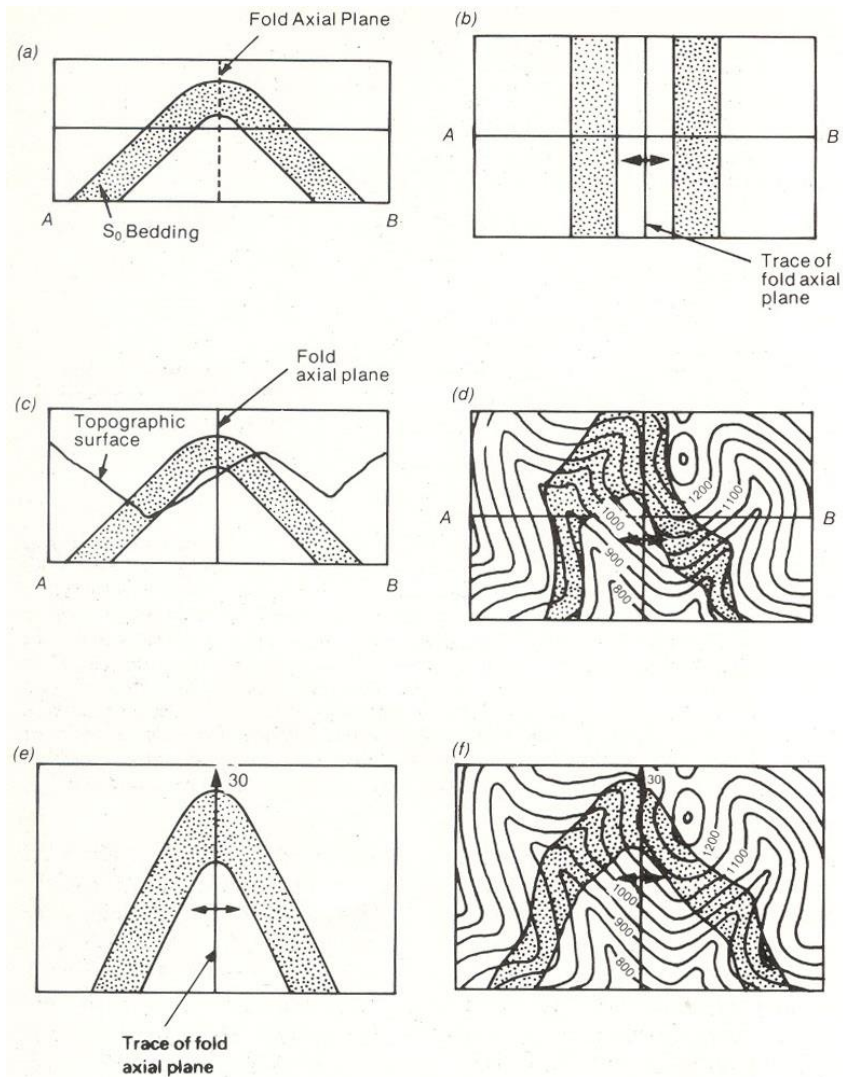 (a)
Fold Axial Plane
A
B
S₀ Bedding
(b)
A
B
Trace of
fold axial
plane
(c)
Fold
axial plane
Topographic
surface
A
B
(d)
A
B
1200
1100
1000
900
800
(e)
30
Trace of fold
axial plane
(f)
30
1200
1100
1000
900
800